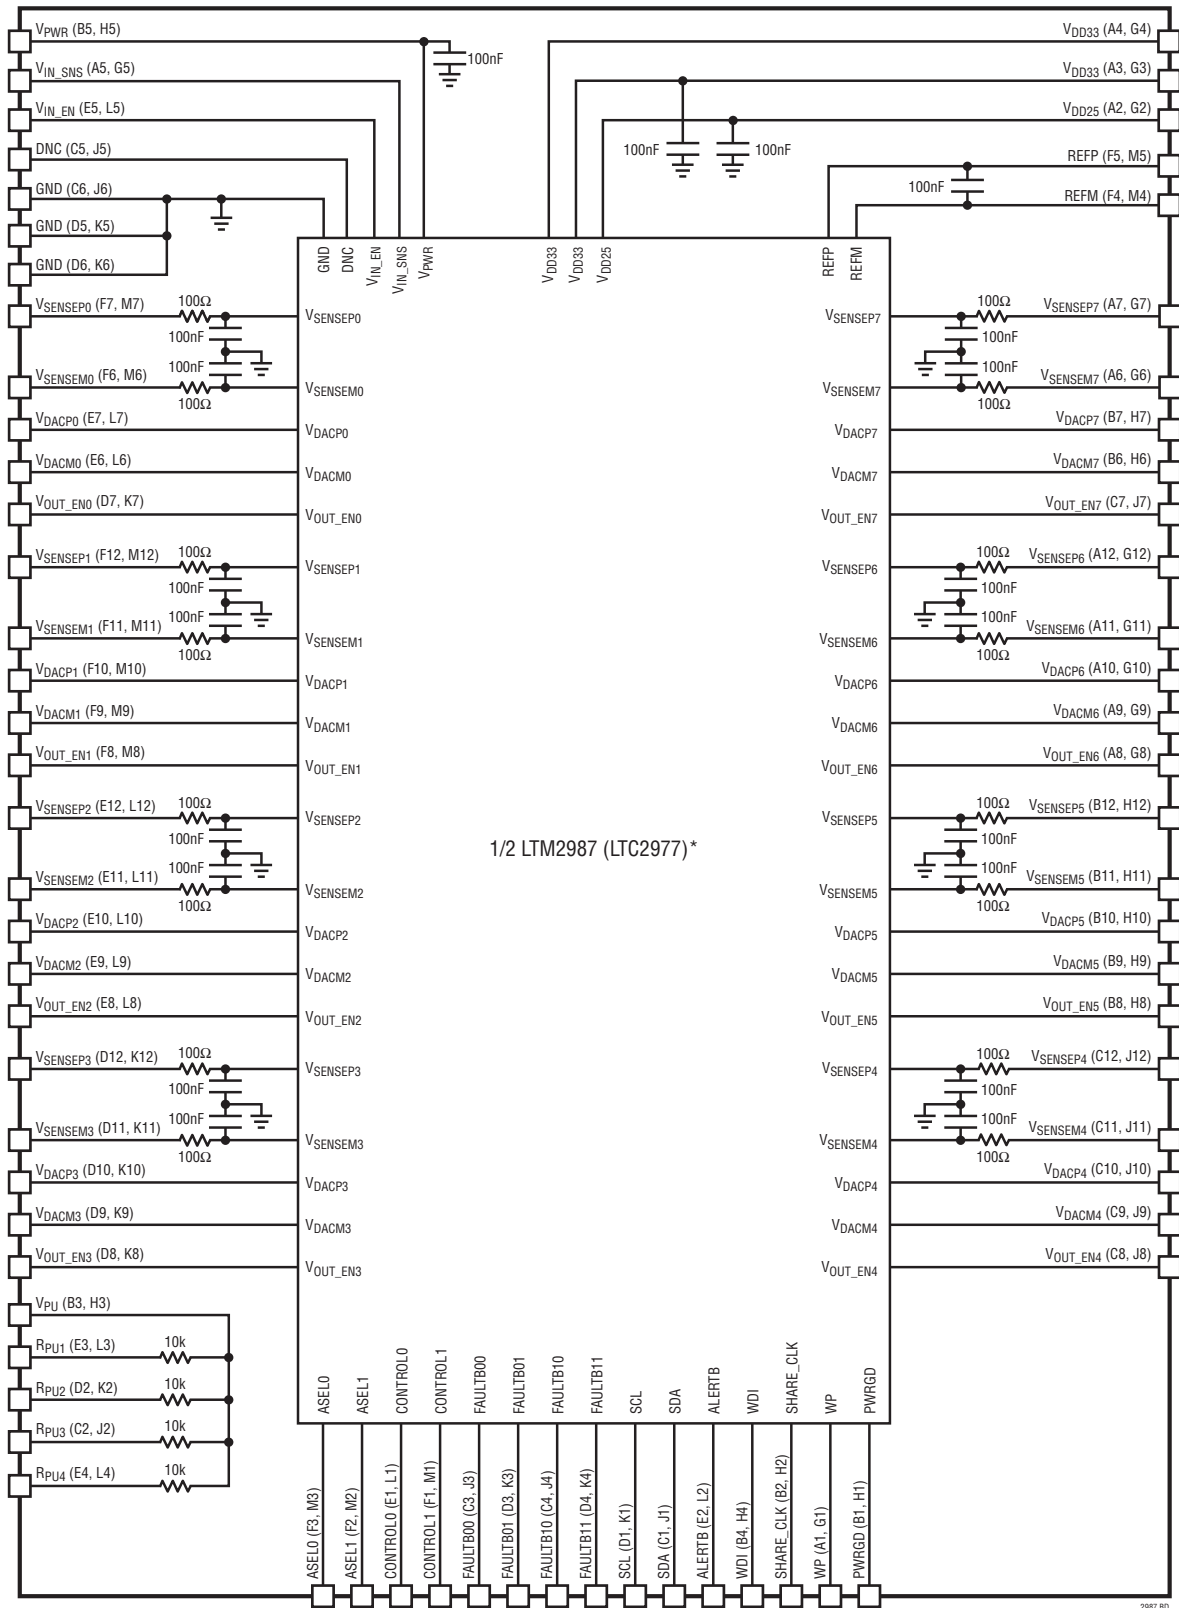 VPWR (B5, H5)
VIN_SNS (A5, G5)
VIN_EN (E5, L5)
DNC (C5, J5)
GND (C6, J6)
GND (D5, K5)
GND (D6, K6)
100nF
VDD33 (A4, G4)
VDD33 (A3, G3)
VDD25 (A2, G2)
100nF
100nF
REFP (F5, M5)
100nF
REFM (F4, M4)
GND
DNC
VIN_EN
VIN_SNS
VPWR
VDD33
VDD33
VDD25
REFP
REFM
VSENSEP0 (F7, M7)
100Ω
100nF
100nF
VSENSEM0 (F6, M6)
100Ω
VDACP0 (E7, L7)
VDACM0 (E6, L6)
VOUT_EN0 (D7, K7)
VSENSEP1 (F12, M12)
100Ω
100nF
100nF
VSENSEM1 (F11, M11)
100Ω
VDACP1 (F10, M10)
VDACM1 (F9, M9)
VOUT_EN1 (F8, M8)
VSENSEP2 (E12, L12)
100Ω
100nF
100nF
VSENSEM2 (E11, L11)
100Ω
VDACP2 (E10, L10)
VDACM2 (E9, L9)
VOUT_EN2 (E8, L8)
VSENSEP3 (D12, K12)
100Ω
100nF
100nF
VSENSEM3 (D11, K11)
100Ω
VDACP3 (D10, K10)
VDACM3 (D9, K9)
VOUT_EN3 (D8, K8)
VPU (B3, H3)
RPU1 (E3, L3)
10k
RPU2 (D2, K2)
10k
RPU3 (C2, J2)
10k
RPU4 (E4, L4)
10k
VSENSEP0
VSENSEM0
VDACP0
VDACM0
VOUT_EN0
VSENSEP1
VSENSEM1
VDACP1
VDACM1
VOUT_EN1
VSENSEP2
VSENSEM2
VDACP2
VDACM2
VOUT_EN2
VSENSEP3
VSENSEM3
VDACP3
VDACM3
VOUT_EN3
1/2 LTM2987 (LTC2977)*
VSENSEP7
VSENSEM7
VDACP7
VDACM7
VOUT_EN7
VSENSEP6
VSENSEM6
VDACP6
VDACM6
VOUT_EN6
VSENSEP5
VSENSEM5
VDACP5
VDACM5
VOUT_EN5
VSENSEP4
VSENSEM4
VDACP4
VDACM4
VOUT_EN4
100Ω
VSENSEP7 (A7, G7)
100nF
100nF
VSENSEM7 (A6, G6)
100Ω
VDACP7 (B7, H7)
VDACM7 (B6, H6)
VOUT_EN7 (C7, J7)
100Ω
VSENSEP6 (A12, G12)
100nF
100nF
VSENSEM6 (A11, G11)
100Ω
VDACP6 (A10, G10)
VDACM6 (A9, G9)
VOUT_EN6 (A8, G8)
100Ω
VSENSEP5 (B12, H12)
100nF
100nF
VSENSEM5 (B11, H11)
100Ω
VDACP5 (B10, H10)
VDACM5 (B9, H9)
VOUT_EN5 (B8, H8)
100Ω
VSENSEP4 (C12, J12)
100nF
100nF
VSENSEM4 (C11, J11)
100Ω
VDACP4 (C10, J10)
VDACM4 (C9, J9)
VOUT_EN4 (C8, J8)
ASEL0
ASEL1
CONTROL0
CONTROL1
FAULTB00
FAULTB01
FAULTB10
FAULTB11
SCL
SDA
ALERTB
WDI
SHARE_CLK
WP
PWRGD
ASEL0 (F3, M3)
ASEL1 (F2, M2)
CONTROL0 (E1, L1)
CONTROL1 (F1, M1)
FAULTB00 (C3, J3)
FAULTB01 (D3, K3)
FAULTB10 (C4, J4)
FAULTB11 (D4, K4)
SCL (D1, K1)
SDA (C1, J1)
ALERTB (E2, L2)
WDI (B4, H4)
SHARE_CLK (B2, H2)
WP (A1, G1)
PWRGD (B1, H1)
2987 BD